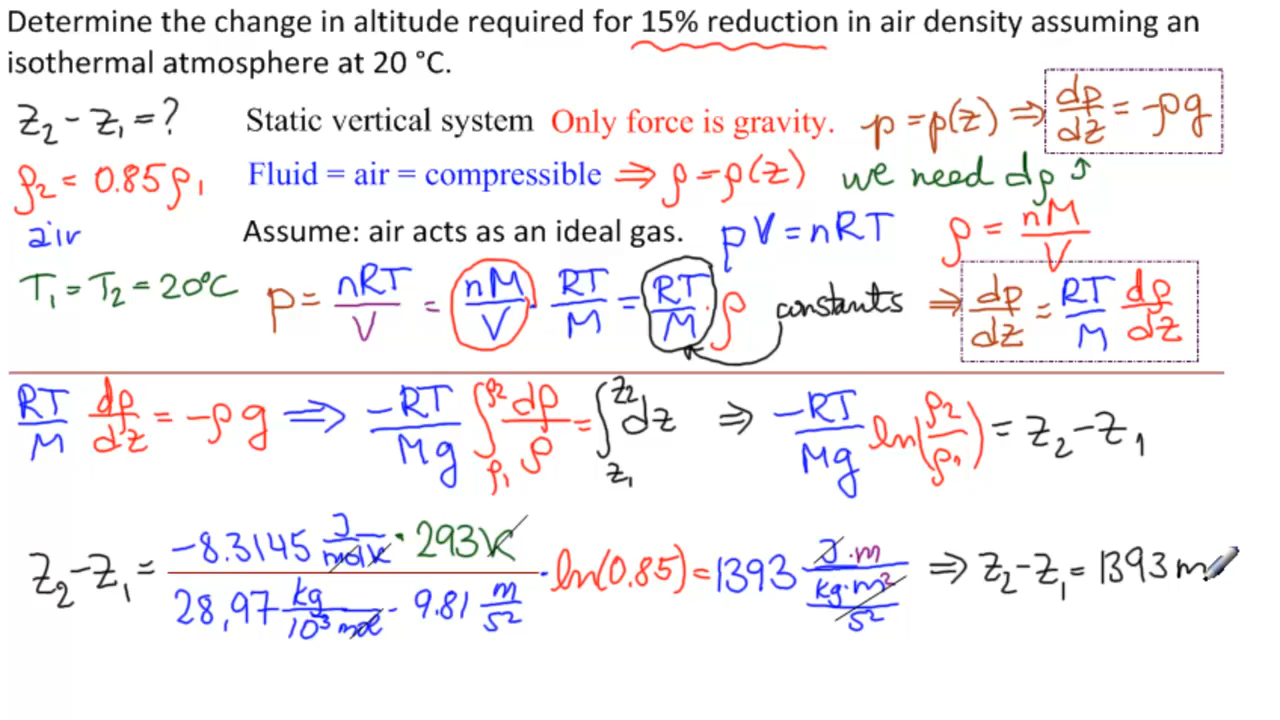 Determine the change in altitude required for 15% reduction in air density assuming an
isothermal atmosphere at 20 °C.
z₂ - z₁ = ? Static vertical system Only force is gravity. p = p(z) ⇒ dp/dz = -ρg
ρ₂ = 0.85ρ₁ Fluid = air = compressible ⇒ ρ = ρ(z) we need dρ ↑
air Assume: air acts as an ideal gas. pV = nRT ρ = nM/V
T₁ = T₂ = 20°C p = nRT/V = nM/V · RT/M = RT/M · ρ constants ⇒ dp/dz = RT/M dρ/dz
RT/M dρ/dz = -ρg ⇒ -RT/Mg ∫ρ₁^ρ₂ dρ/ρ = ∫z₁^z₂ dz ⇒ -RT/Mg ln(ρ₂/ρ₁) = z₂ - z₁
z₂ - z₁ = -8.3145 J/mol K · 293K / 28,97 kg/10³ mol · 9.81 m/s² · ln(0.85) = 1393 J·m/(kg·m²/s²) ⇒ z₂ - z₁ = 1393 m